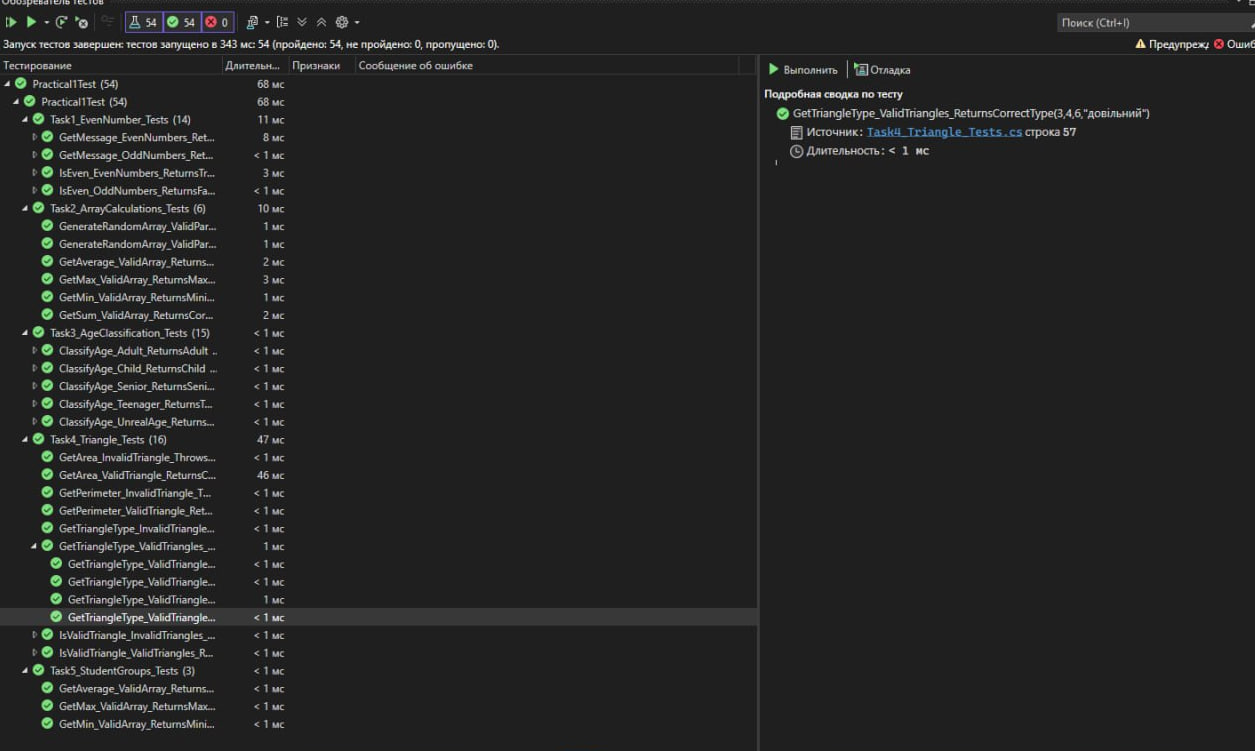 Обозреватель тестов
54 54 0
Поиск (Ctrl+I)
Запуск тестов завершен: тестов запущено в 343 мс: 54 (пройдено: 54, не пройдено: 0, пропущено: 0).
Предупрежд Ошиб
Тестирование Длительн... Признаки Сообщение об ошибке
Practical1Test (54) 68 мс
Practical1Test (54) 68 мс
Task1_EvenNumber_Tests (14) 11 мс
GetMessage_EvenNumbers_Ret... 8 мс
GetMessage_OddNumbers_Ret... < 1 мс
IsEven_EvenNumbers_ReturnsTr... 3 мс
IsEven_OddNumbers_ReturnsFa... < 1 мс
Task2_ArrayCalculations_Tests (6) 10 мс
GenerateRandomArray_ValidPar... 1 мс
GenerateRandomArray_ValidPar... 1 мс
GetAverage_ValidArray_Returns... 2 мс
GetMax_ValidArray_ReturnsMax... 3 мс
GetMin_ValidArray_ReturnsMini... 1 мс
GetSum_ValidArray_ReturnsCor... 2 мс
Task3_AgeClassification_Tests (15) < 1 мс
ClassifyAge_Adult_ReturnsAdult .. < 1 мс
ClassifyAge_Child_ReturnsChild ... < 1 мс
ClassifyAge_Senior_ReturnsSeni... < 1 мс
ClassifyAge_Teenager_ReturnsT... < 1 мс
ClassifyAge_UnrealAge_Returns... < 1 мс
Task4_Triangle_Tests (16) 47 мс
GetArea_InvalidTriangle_Throws... < 1 мс
GetArea_ValidTriangle_ReturnsC... 46 мс
GetPerimeter_InvalidTriangle_T... < 1 мс
GetPerimeter_ValidTriangle_Ret... < 1 мс
GetTriangleType_InvalidTriangle... < 1 мс
GetTriangleType_ValidTriangles_... 1 мс
GetTriangleType_ValidTriangle... < 1 мс
GetTriangleType_ValidTriangle... < 1 мс
GetTriangleType_ValidTriangle... 1 мс
GetTriangleType_ValidTriangle... < 1 мс
IsValidTriangle_InvalidTriangles_... < 1 мс
IsValidTriangle_ValidTriangles_R... < 1 мс
Task5_StudentGroups_Tests (3) < 1 мс
GetAverage_ValidArray_Returns... < 1 мс
GetMax_ValidArray_ReturnsMax... < 1 мс
GetMin_ValidArray_ReturnsMini... < 1 мс
Выполнить Отладка
Подробная сводка по тесту
GetTriangleType_ValidTriangles_ReturnsCorrectType(3,4,6,"довільний")
Источник: Task4_Triangle_Tests.cs строка 57
Длительность: < 1 мс